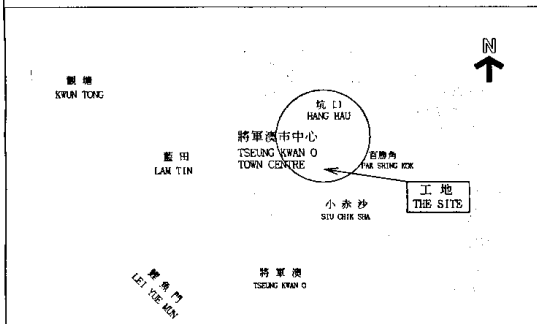 N
觀塘
KWUN TONG
坑口
HANG HAU
將軍澳市中心
TSEUNG KWAN O
TOWN CENTRE
百勝角
PAK SHING KOK
藍田
LAM TIN
工地
THE SITE
小赤沙
SIU CHIK SHA
將軍澳
TSEUNG KWAN O
鯉魚門
LEI YUE MUN